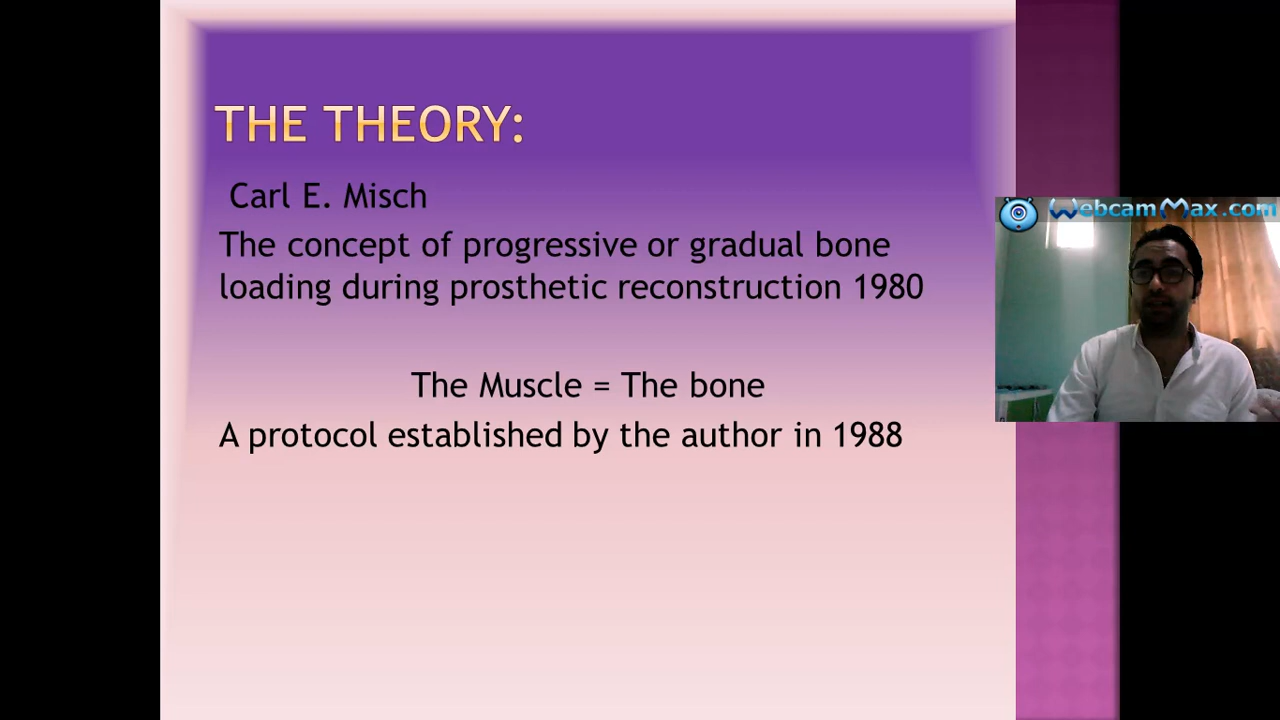 THE THEORY:
WebcamMax.com
Carl E. Misch
The concept of progressive or gradual bone
loading during prosthetic reconstruction 1980
The Muscle = The bone
A protocol established by the author in 1988